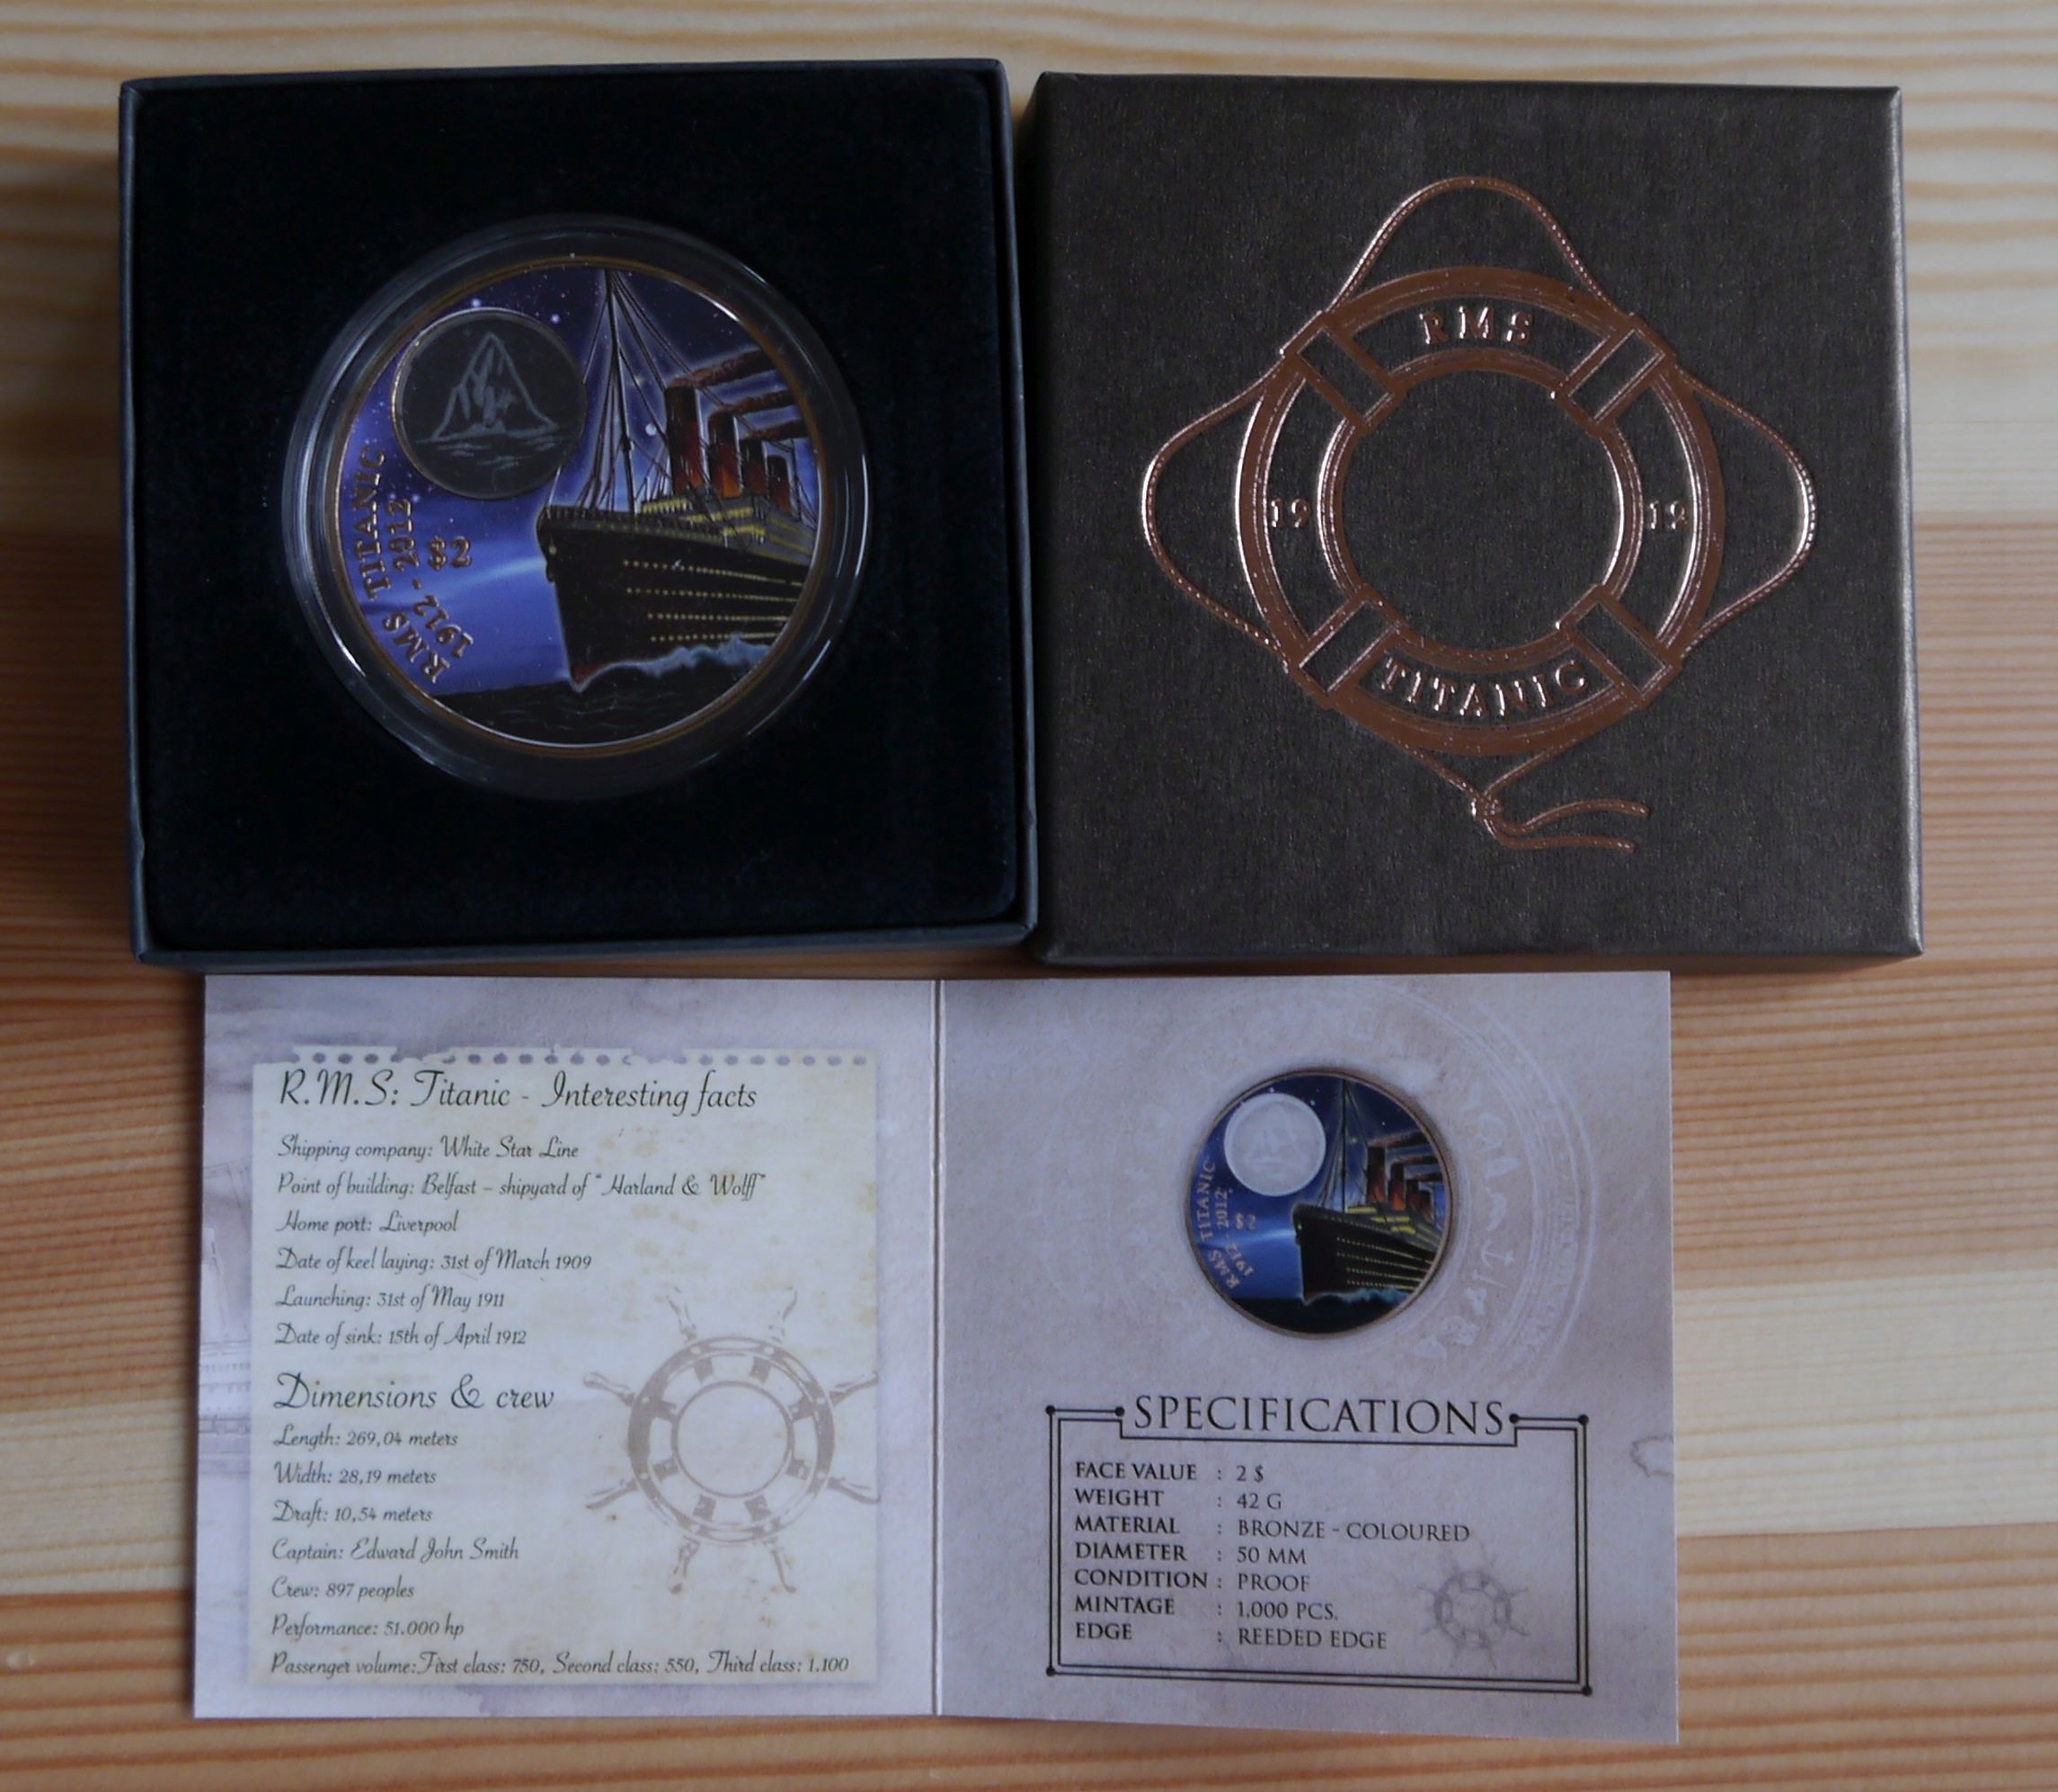 RMS TITANIC
1912 - 2012
$2
RMS
19 12
TITANIC
R.M.S: Titanic - Interesting facts
Shipping company: White Star Line
Point of building: Belfast – shipyard of "Harland & Wolff"
Home port: Liverpool
Date of keel laying: 31st of March 1909
Launching: 31st of May 1911
Date of sink: 15th of April 1912
Dimensions & crew
Length: 269,04 meters
Width: 28,19 meters
Draft: 10,54 meters
Captain: Edward John Smith
Crew: 897 peoples
Performance: 51.000 hp
Passenger volume:First class: 750, Second class: 550, Third class: 1.100
RMS TITANIC
1912 - 2012
$2
SPECIFICATIONS
FACE VALUE : 2 $
WEIGHT : 42 G
MATERIAL : BRONZE - COLOURED
DIAMETER : 50 MM
CONDITION : PROOF
MINTAGE : 1,000 PCS.
EDGE : REEDED EDGE